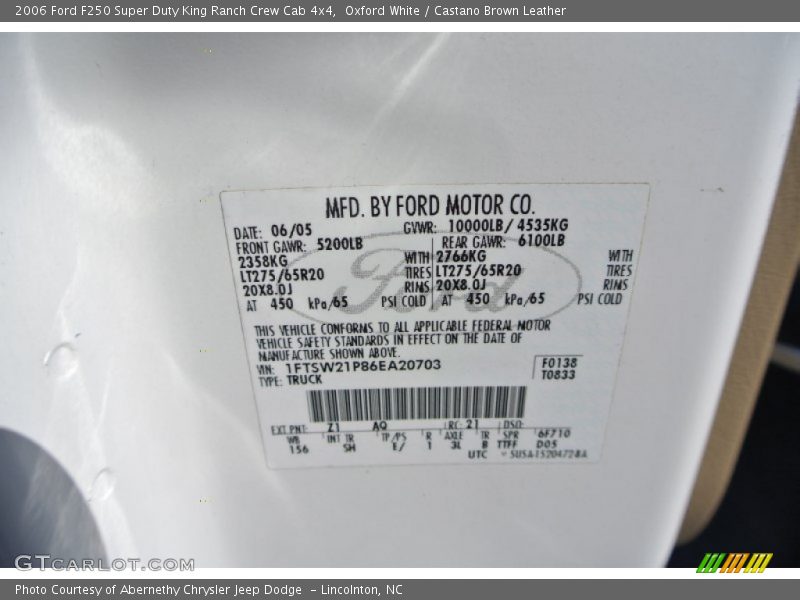 2006 Ford F250 Super Duty King Ranch Crew Cab 4x4, Oxford White / Castano Brown Leather
MFD. BY FORD MOTOR CO.
DATE: 06/05 GVWR: 10000LB/ 4535KG
FRONT GAWR: 5200LB REAR GAWR: 6100LB
2358KG WITH 2766KG WITH
LT275/65R20 TIRES LT275/65R20 TIRES
20X8.0J RIMS 20X8.0J RIMS
AT 450 kPa/65 PSI COLD AT 450 kPa/65 PSI COLD
Ford
THIS VEHICLE CONFORMS TO ALL APPLICABLE FEDERAL MOTOR
VEHICLE SAFETY STANDARDS IN EFFECT ON THE DATE OF
MANUFACTURE SHOWN ABOVE.
VIN: 1FTSW21P86EA20703 F0138
TYPE: TRUCK T0833
EXT PNT: Z1 AQ RC: 21 DSO:
WB INT TR TP/PS R AXLE TR SPR 6F710
156 SH E/ 1 3L B TTFF D05
UTC
GTCARLOT.COM
Photo Courtesy of Abernethy Chrysler Jeep Dodge - Lincolnton, NC